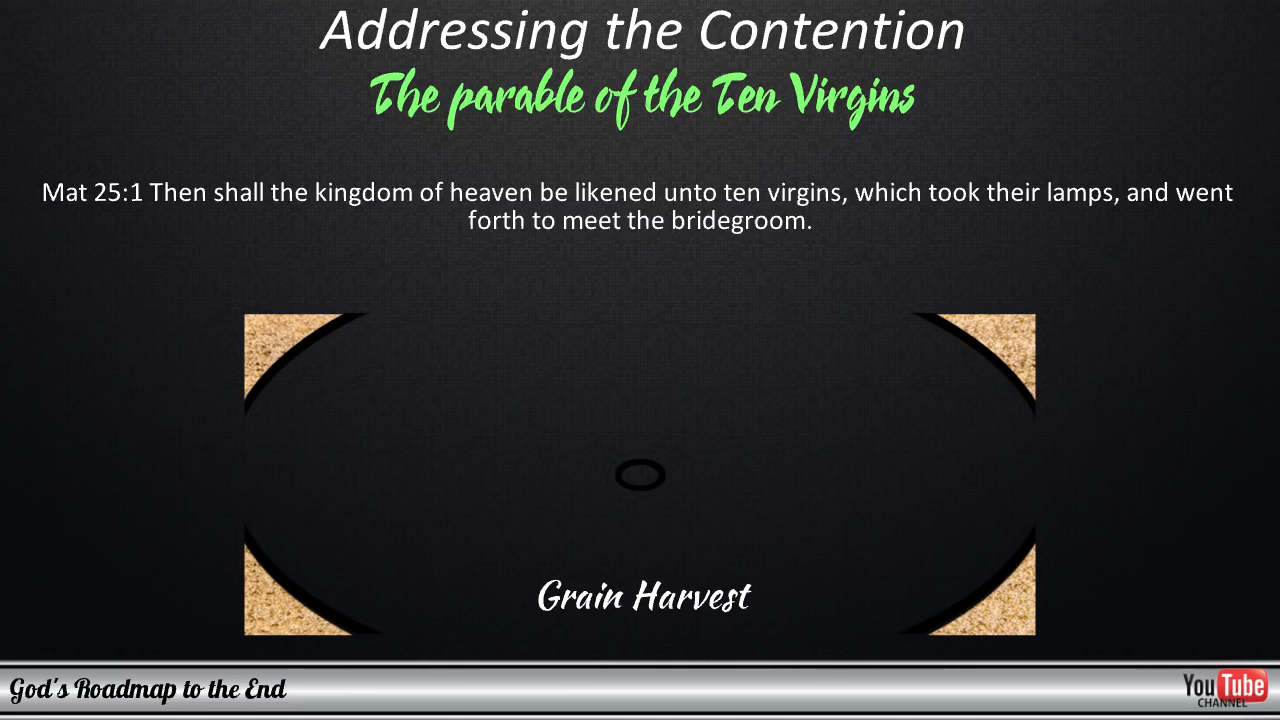 Addressing the Contention
The parable of the Ten Virgins
Mat 25:1 Then shall the kingdom of heaven be likened unto ten virgins, which took their lamps, and went
forth to meet the bridegroom.
Grain Harvest
God's Roadmap to the End
YouTube
CHANNEL